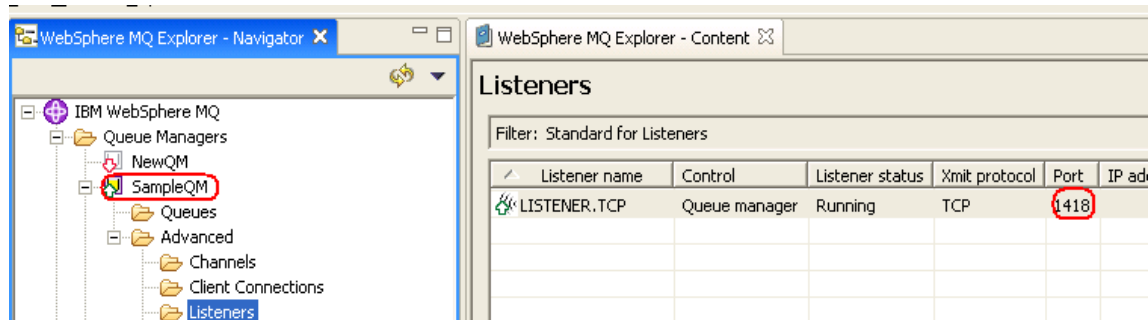 WebSphere MQ Explorer - Navigator
WebSphere MQ Explorer - Content
IBM WebSphere MQ
Queue Managers
NewQM
SampleQM
Queues
Advanced
Channels
Client Connections
Listeners
Listeners
Filter: Standard for Listeners
Listener name Control Listener status Xmit protocol Port IP
LISTENER.TCP Queue manager Running TCP 1418